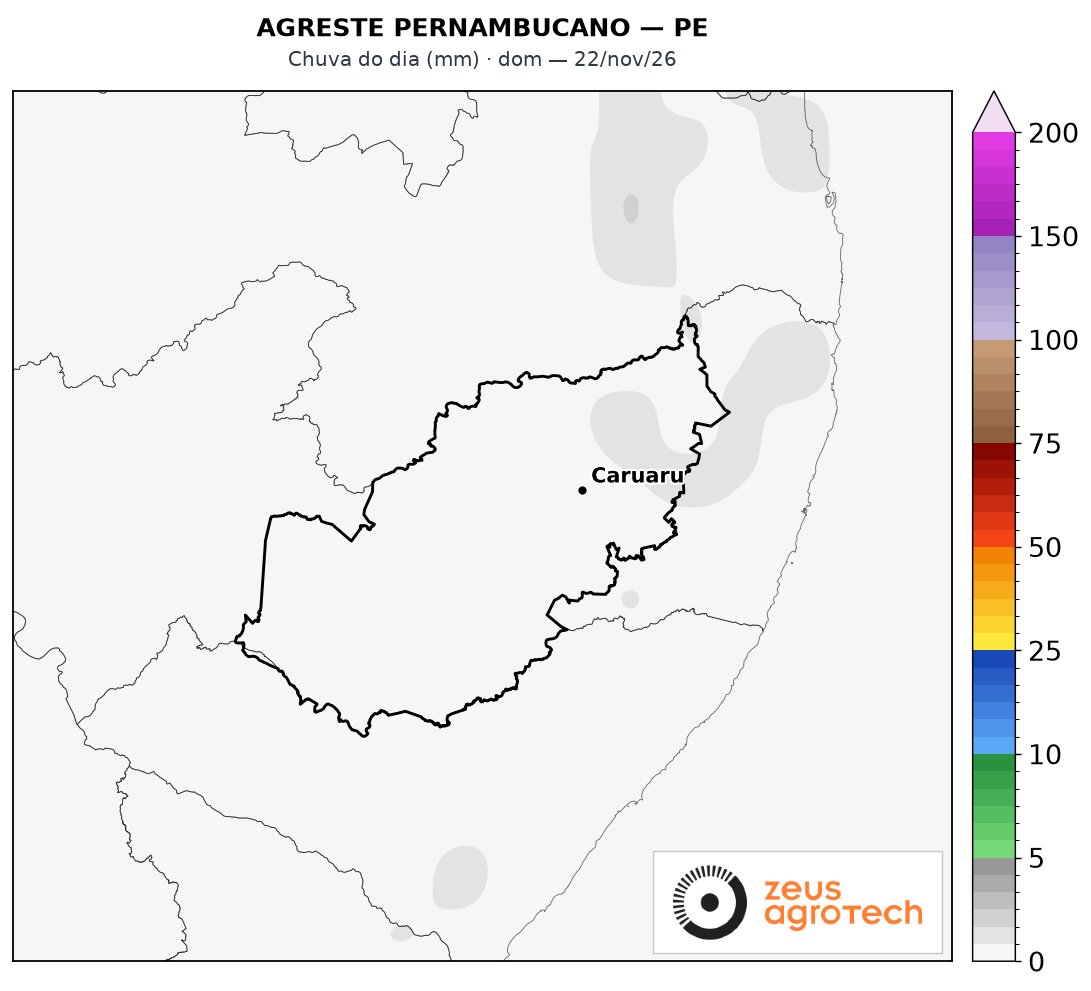 AGRESTE PERNAMBUCANO — PE
Chuva do dia (mm) · dom — 22/nov/26
200
150
100
75
50
25
10
5
0
Caruaru
zeus
agroTech